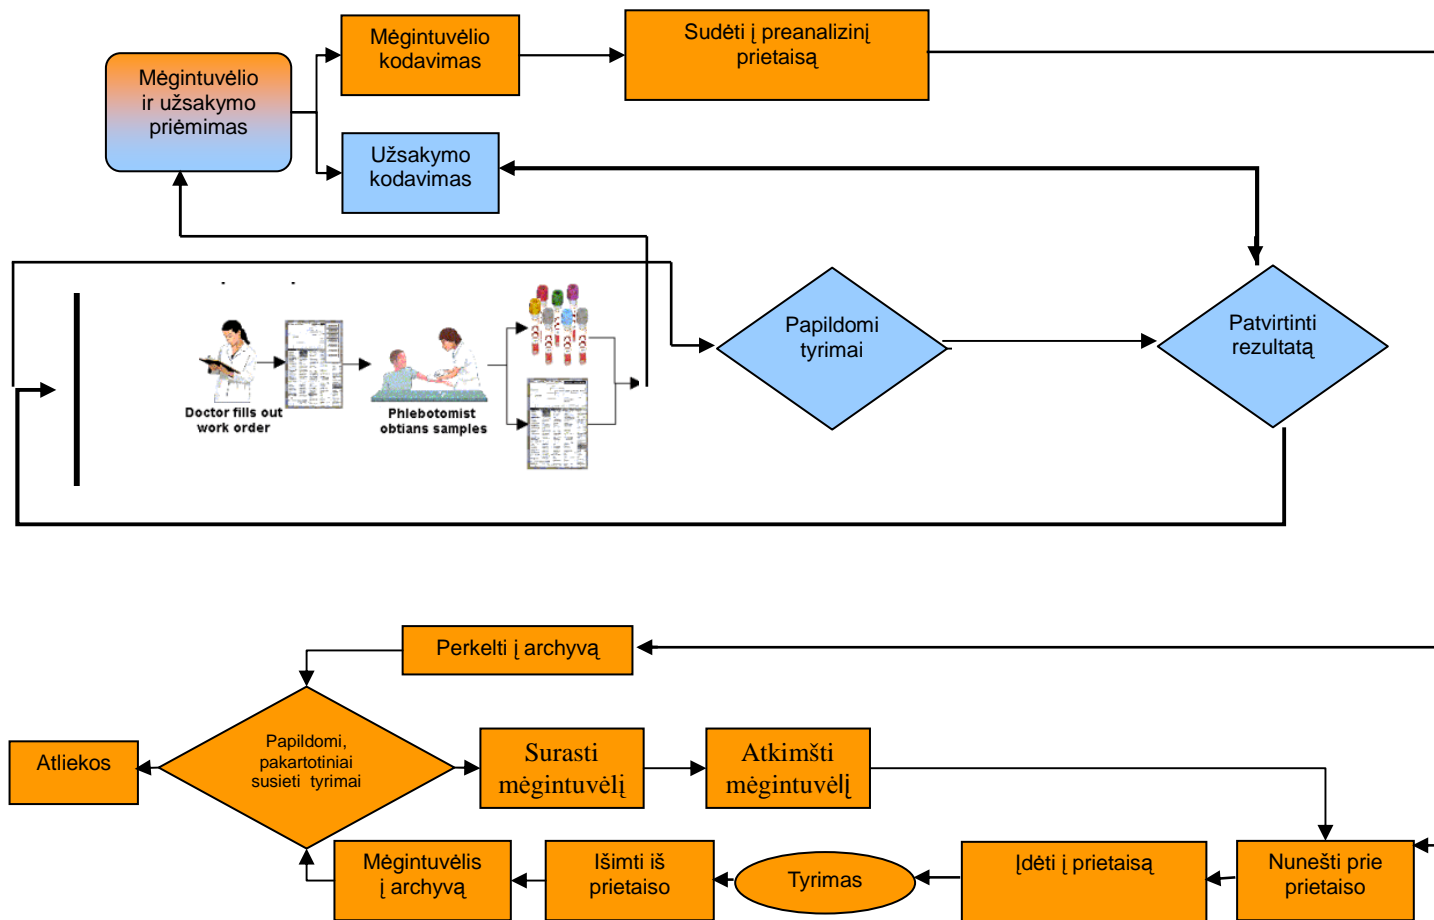 Mėgintuvėlio
kodavimas
Sudėti į preanalizinį
prietaisą
Mėgintuvėlio
ir užsakymo
priėmimas
Užsakymo
kodavimas
Papildomi
tyrimai
Patvirtinti
rezultatą
Doctor fills out
work order
Phlebotomist
obtians samples
Perkelti į archyvą
Atliekos
Papildomi,
pakartotiniai
susieti tyrimai
Surasti
mėgintuvėlį
Atkimšti
mėgintuvėlį
Mėgintuvėlis
į archyvą
Išimti iš
prietaiso
Tyrimas
Įdėti į prietaisą
Nunešti prie
prietaiso